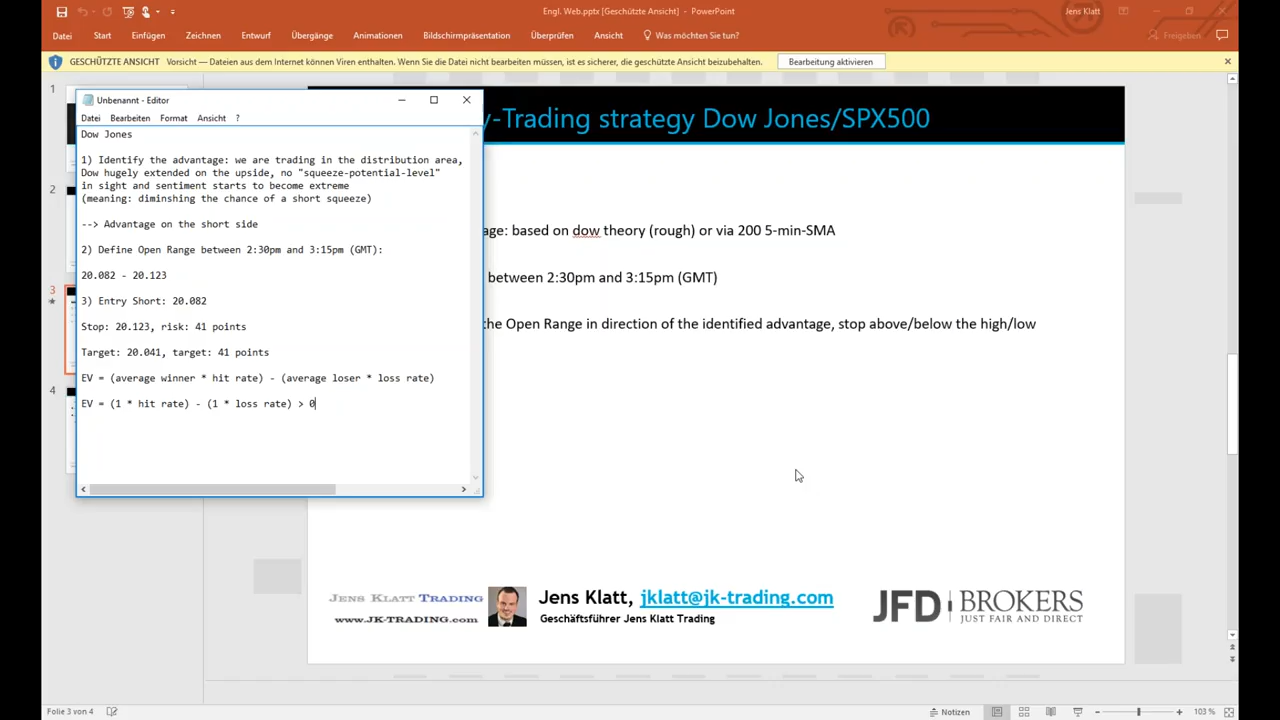 Engl. Web.pptx [Geschützte Ansicht] - PowerPoint
Jens Klatt
Datei Start Einfügen Zeichnen Entwurf Übergänge Animationen Bildschirmpräsentation Überprüfen Ansicht Was möchten Sie tun? Freigeben
GESCHÜTZTE ANSICHT Vorsicht — Dateien aus dem Internet können Viren enthalten. Wenn Sie die Datei nicht bearbeiten müssen, ist es sicherer, die geschützte Ansicht beizubehalten. Bearbeitung aktivieren
1
2
3
4
Unbenannt - Editor
Datei Bearbeiten Format Ansicht ?
Dow Jones
1) Identify the advantage: we are trading in the distribution area,
Dow hugely extended on the upside, no "squeeze-potential-level"
in sight and sentiment starts to become extreme
(meaning: diminshing the chance of a short squeeze)
--> Advantage on the short side
2) Define Open Range between 2:30pm and 3:15pm (GMT):
20.082 - 20.123
3) Entry Short: 20.082
Stop: 20.123, risk: 41 points
Target: 20.041, target: 41 points
EV = (average winner * hit rate) - (average loser * loss rate)
EV = (1 * hit rate) - (1 * loss rate) > 0
y-Trading strategy Dow Jones/SPX500
age: based on dow theory (rough) or via 200 5-min-SMA
between 2:30pm and 3:15pm (GMT)
the Open Range in direction of the identified advantage, stop above/below the high/low
JENS KLATT TRADING
www.JK-TRADING.com
Jens Klatt, jklatt@jk-trading.com
Geschäftsführer Jens Klatt Trading
JFD BROKERS
JUST FAIR AND DIRECT
Folie 3 von 4
Notizen
103 %